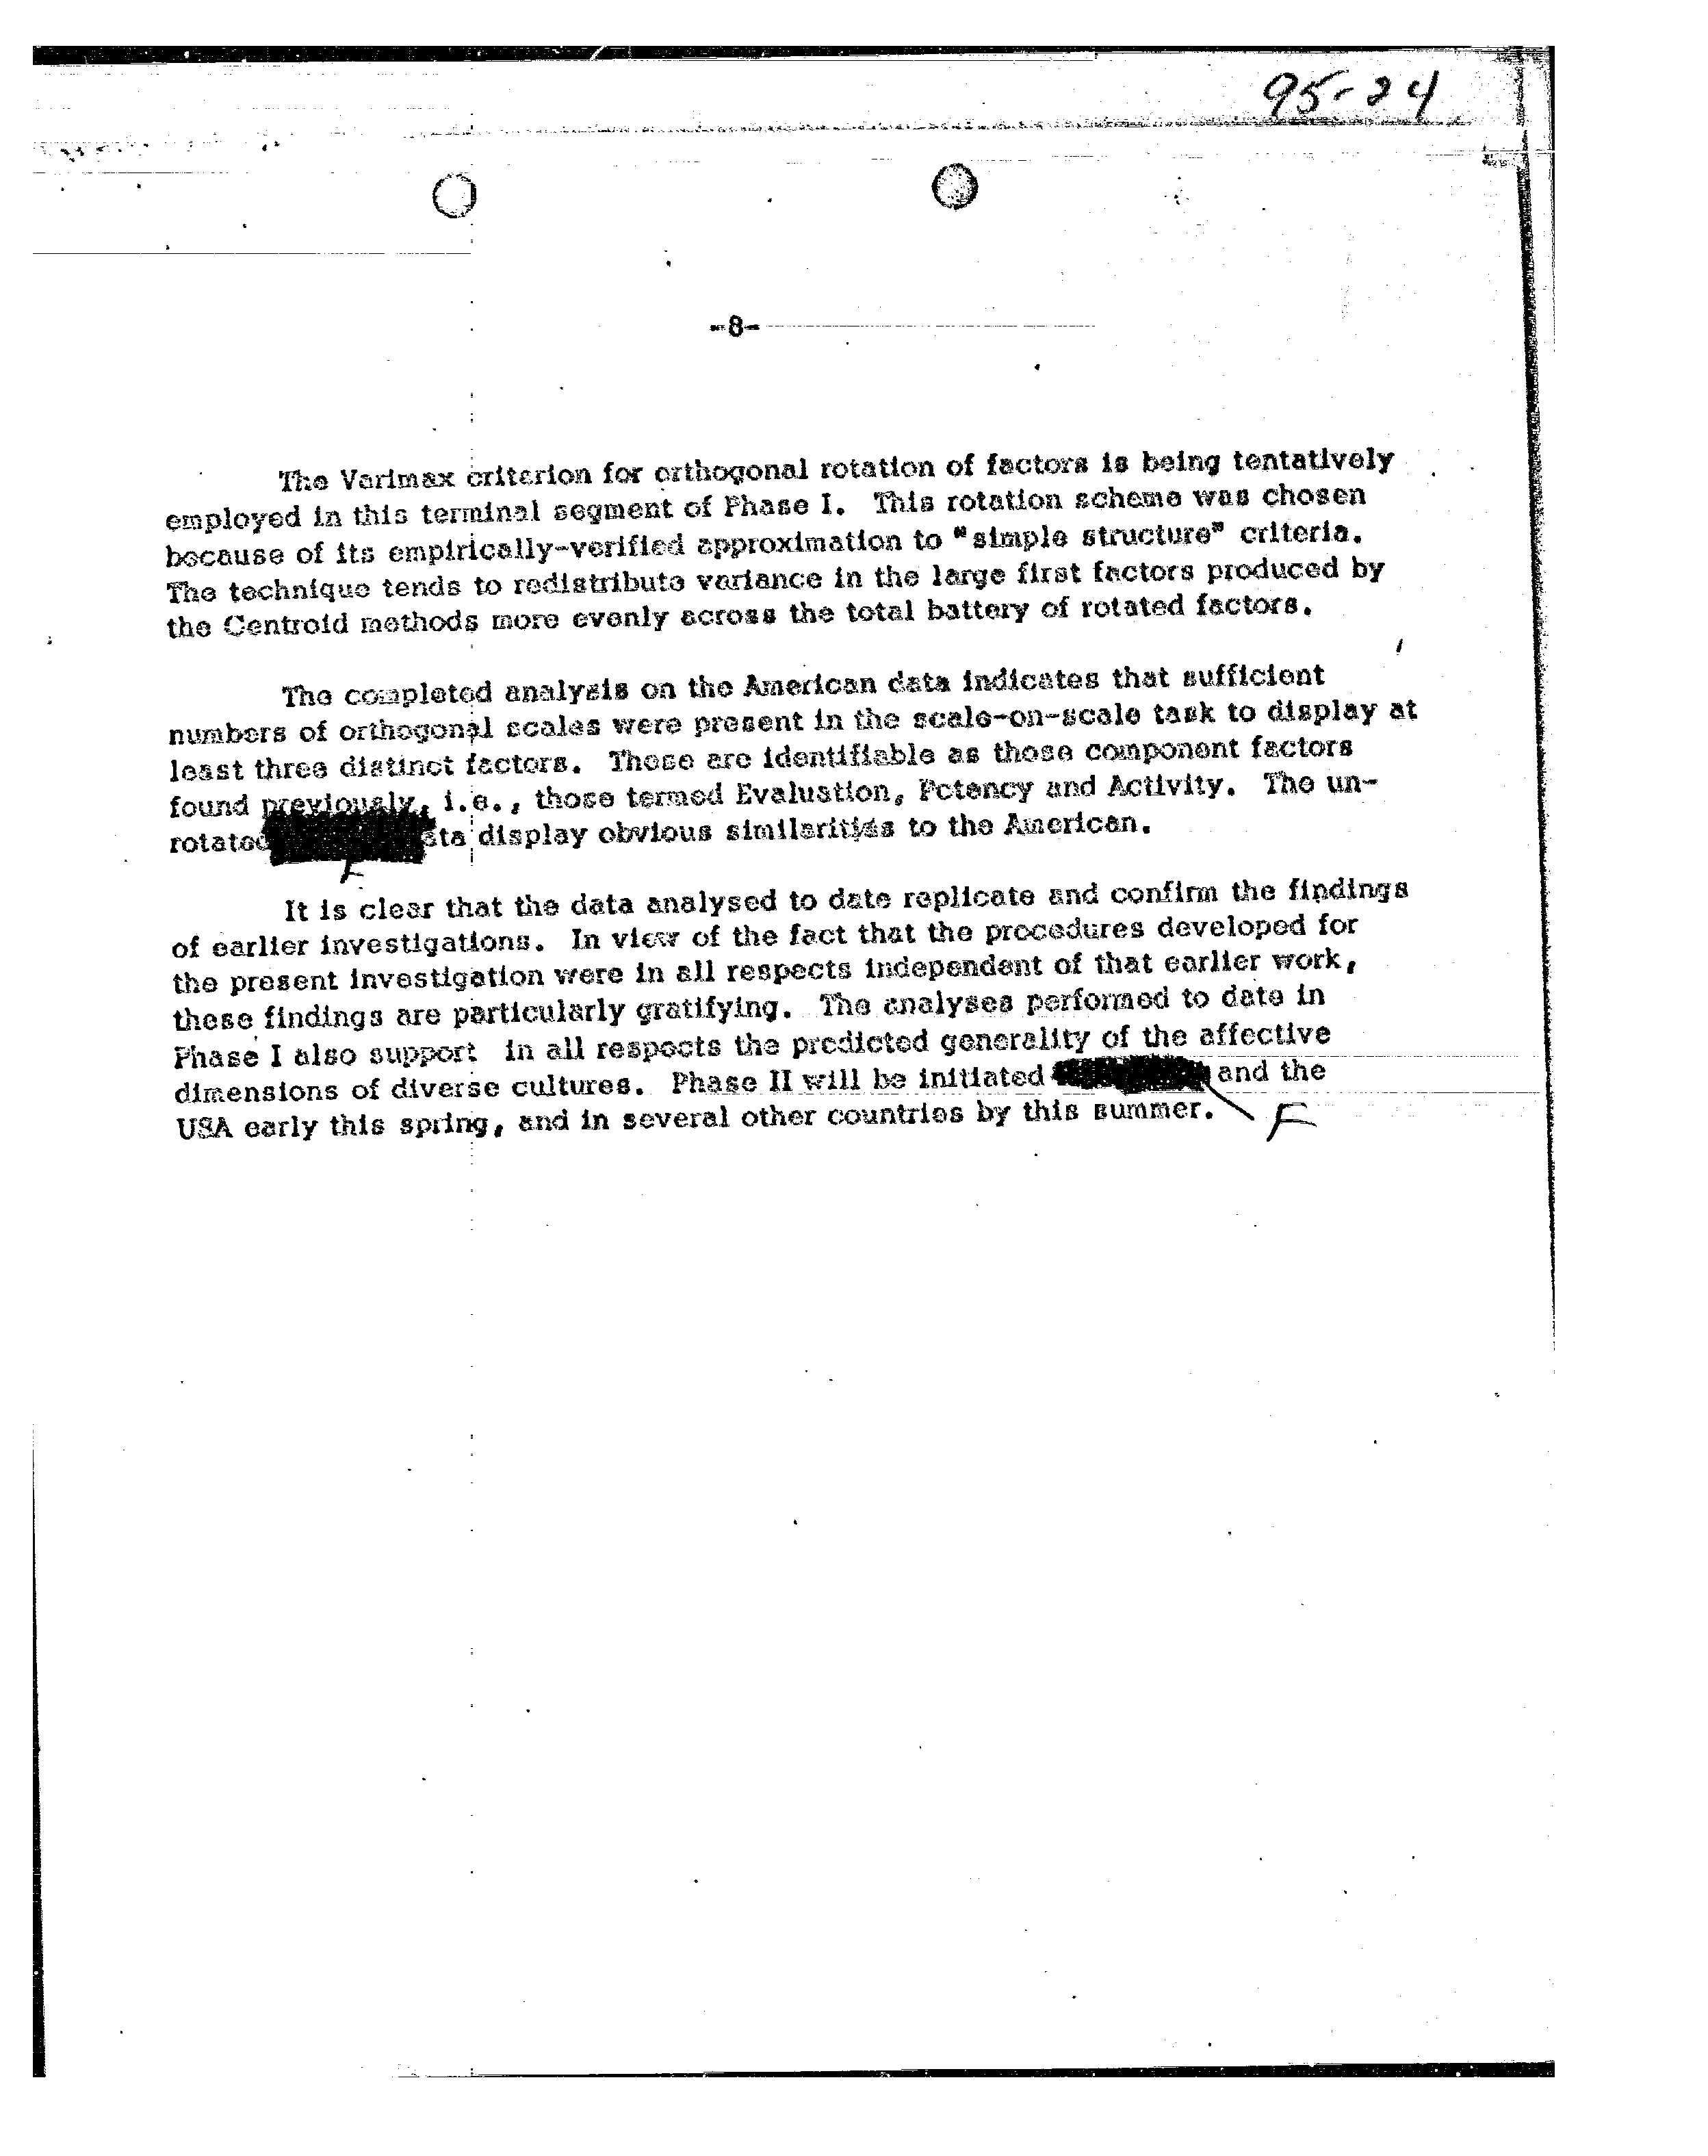 95-24
-8-
The Varimax criterion for orthogonal rotation of factors is being tentatively
employed in this terminal segment of Phase I. This rotation scheme was chosen
because of its empirically-verified approximation to "simple structure" criteria.
The technique tends to redistribute variance in the large first factors produced by
the Centroid methods more evenly across the total battery of rotated factors.
The completed analysis on the American data indicates that sufficient
numbers of orthogonal scales were present in the scale-on-scale task to display at
least three distinct factors. These are identifiable as those component factors
found previously, i.e., those termed Evaluation, Potency and Activity. The un-
rotated ata display obvious similarities to the American.
F
It is clear that the data analysed to date replicate and confirm the findings
of earlier investigations. In view of the fact that the procedures developed for
the present investigation were in all respects independent of that earlier work,
these findings are particularly gratifying. The analyses performed to date in
Phase I also support in all respects the predicted generality of the affective
dimensions of diverse cultures. Phase II will be initiated and the
USA early this spring, and in several other countries by this summer. F